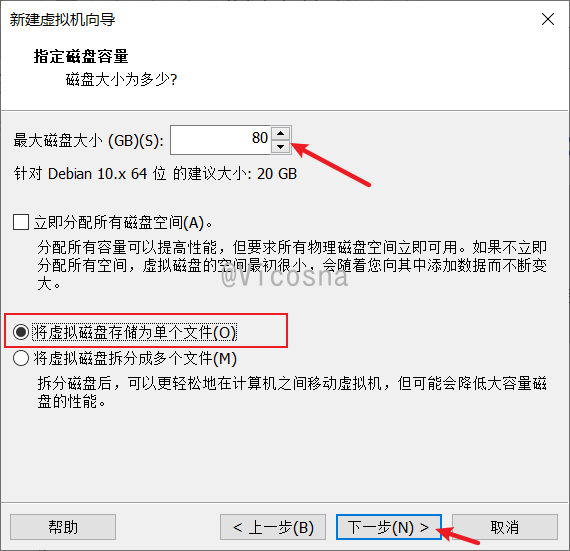 新建虚拟机向导
指定磁盘容量
磁盘大小为多少?
最大磁盘大小 (GB)(S):
80
针对 Debian 10.x 64 位 的建议大小: 20 GB
立即分配所有磁盘空间(A)。
分配所有容量可以提高性能，但要求所有物理磁盘空间立即可用。如果不立即
分配所有空间，虚拟磁盘的空间最初很小，会随着您向其中添加数据而不断变
大。
@Vicosna
将虚拟磁盘存储为单个文件(O)
将虚拟磁盘拆分成多个文件(M)
拆分磁盘后，可以更轻松地在计算机之间移动虚拟机，但可能会降低大容量磁
盘的性能。
帮助
< 上一步(B)
下一步(N) >
取消